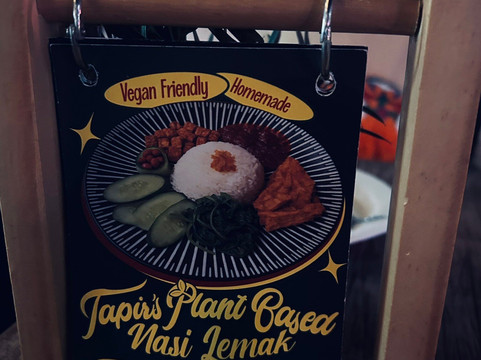 Vegan Friendly
Homemade
Tapir's Plant Based
Nasi Lemak